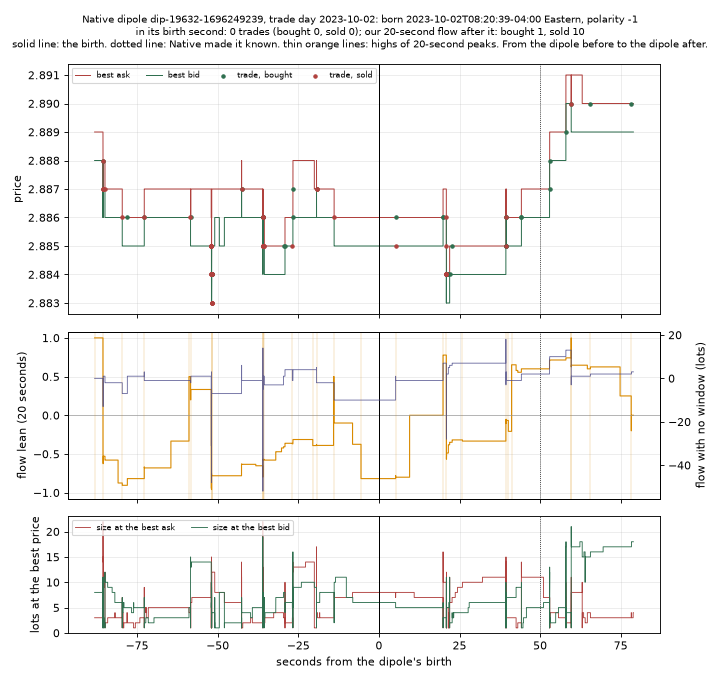 Native dipole dip-19632-1696249239, trade day 2023-10-02: born 2023-10-02T08:20:39-04:00 Eastern, polarity -1
in its birth second: 0 trades (bought 0, sold 0); our 20-second flow after it: bought 1, sold 10
solid line: the birth. dotted line: Native made it known. thin orange lines: highs of 20-second peaks. From the dipole before to the dipole after.
best ask
best bid
trade, bought
trade, sold
2.891
2.890
2.889
2.888
2.887
2.886
2.885
2.884
2.883
price
1.0
0.5
0.0
−0.5
−1.0
flow lean (20 seconds)
20
0
−20
−40
flow with no window (lots)
size at the best ask
size at the best bid
20
15
10
5
0
lots at the best price
−75
−50
−25
0
25
50
75
seconds from the dipole's birth